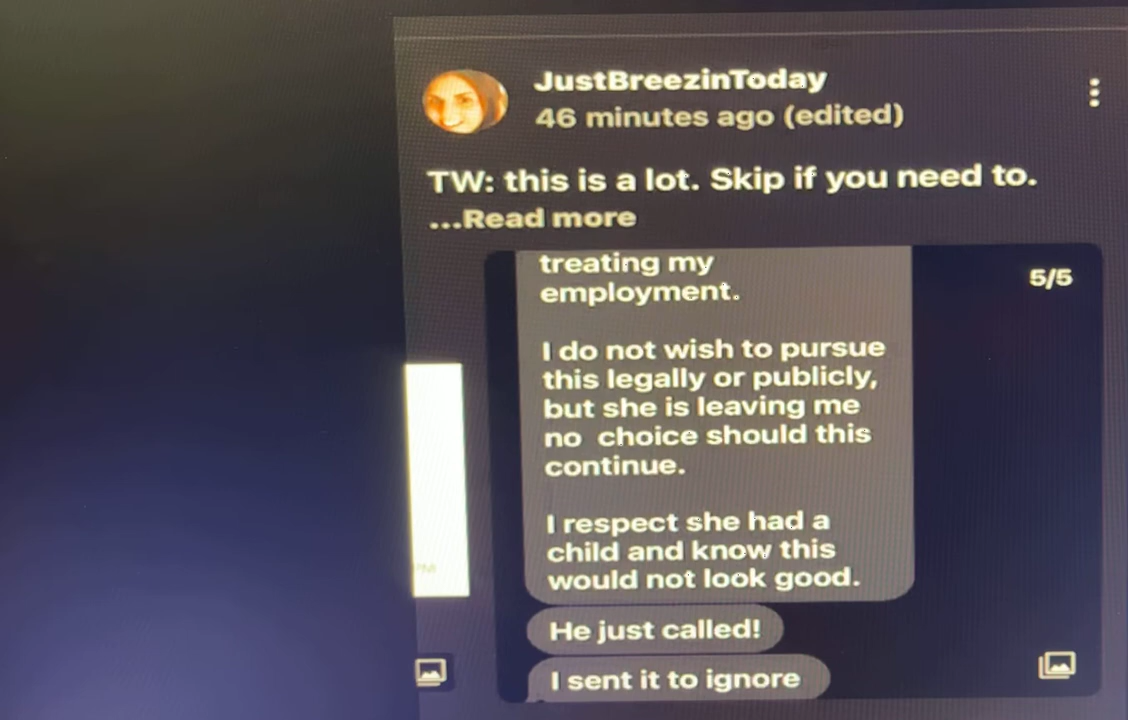 JustBreezinToday
46 minutes ago (edited)
TW: this is a lot. Skip if you need to.
...Read more
treating my
employment.
5/5
I do not wish to pursue
this legally or publicly,
but she is leaving me
no  choice should this
continue.
I respect she had a
child and know this
would not look good.
PM
He just called!
I sent it to ignore